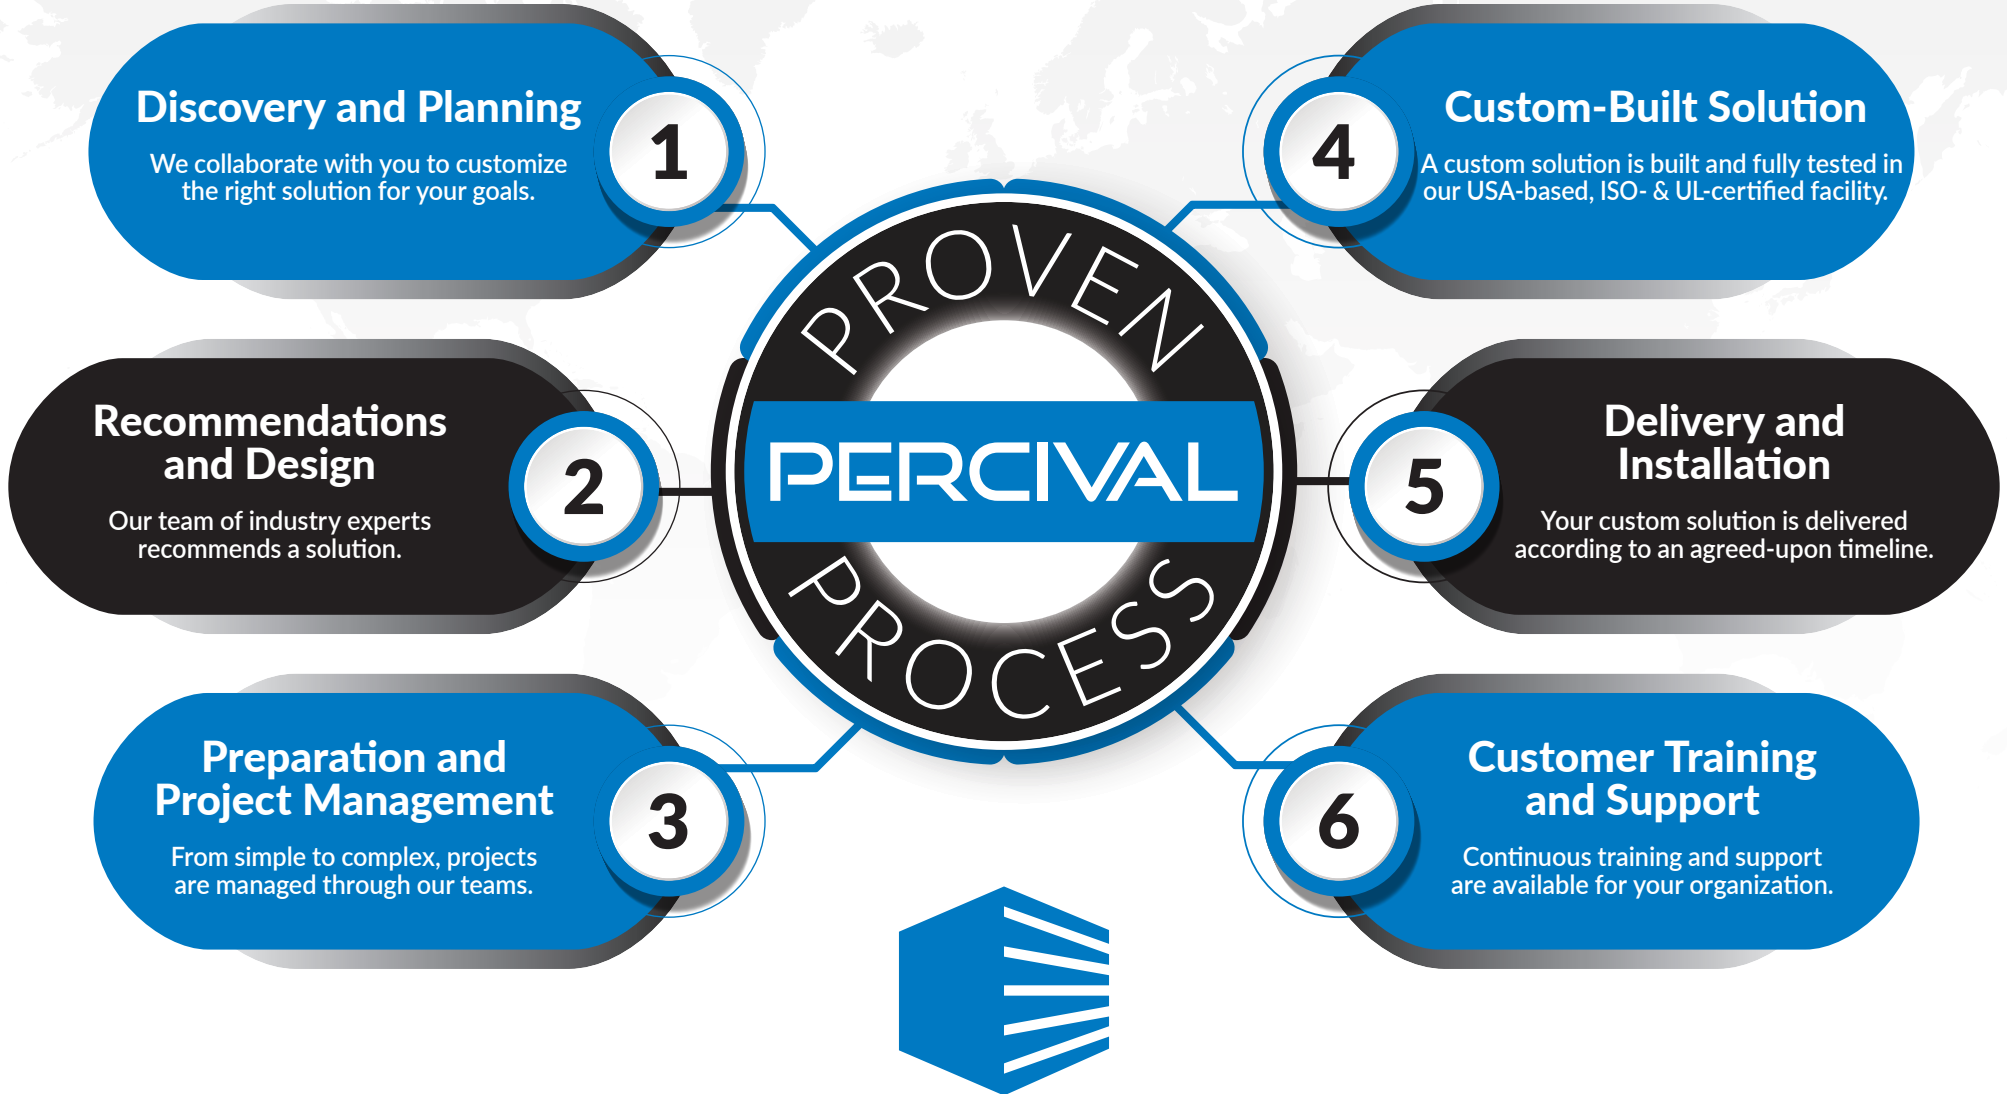 Discovery and Planning
We collaborate with you to customize
the right solution for your goals.
1
Recommendations
and Design
Our team of industry experts
recommends a solution.
2
Preparation and
Project Management
From simple to complex, projects
are managed through our teams.
3
PROVEN
PERCIVAL
PROCESS
4
Custom-Built Solution
A custom solution is built and fully tested in
our USA-based, ISO- & UL-certified facility.
5
Delivery and
Installation
Your custom solution is delivered
according to an agreed-upon timeline.
6
Customer Training
and Support
Continuous training and support
are available for your organization.